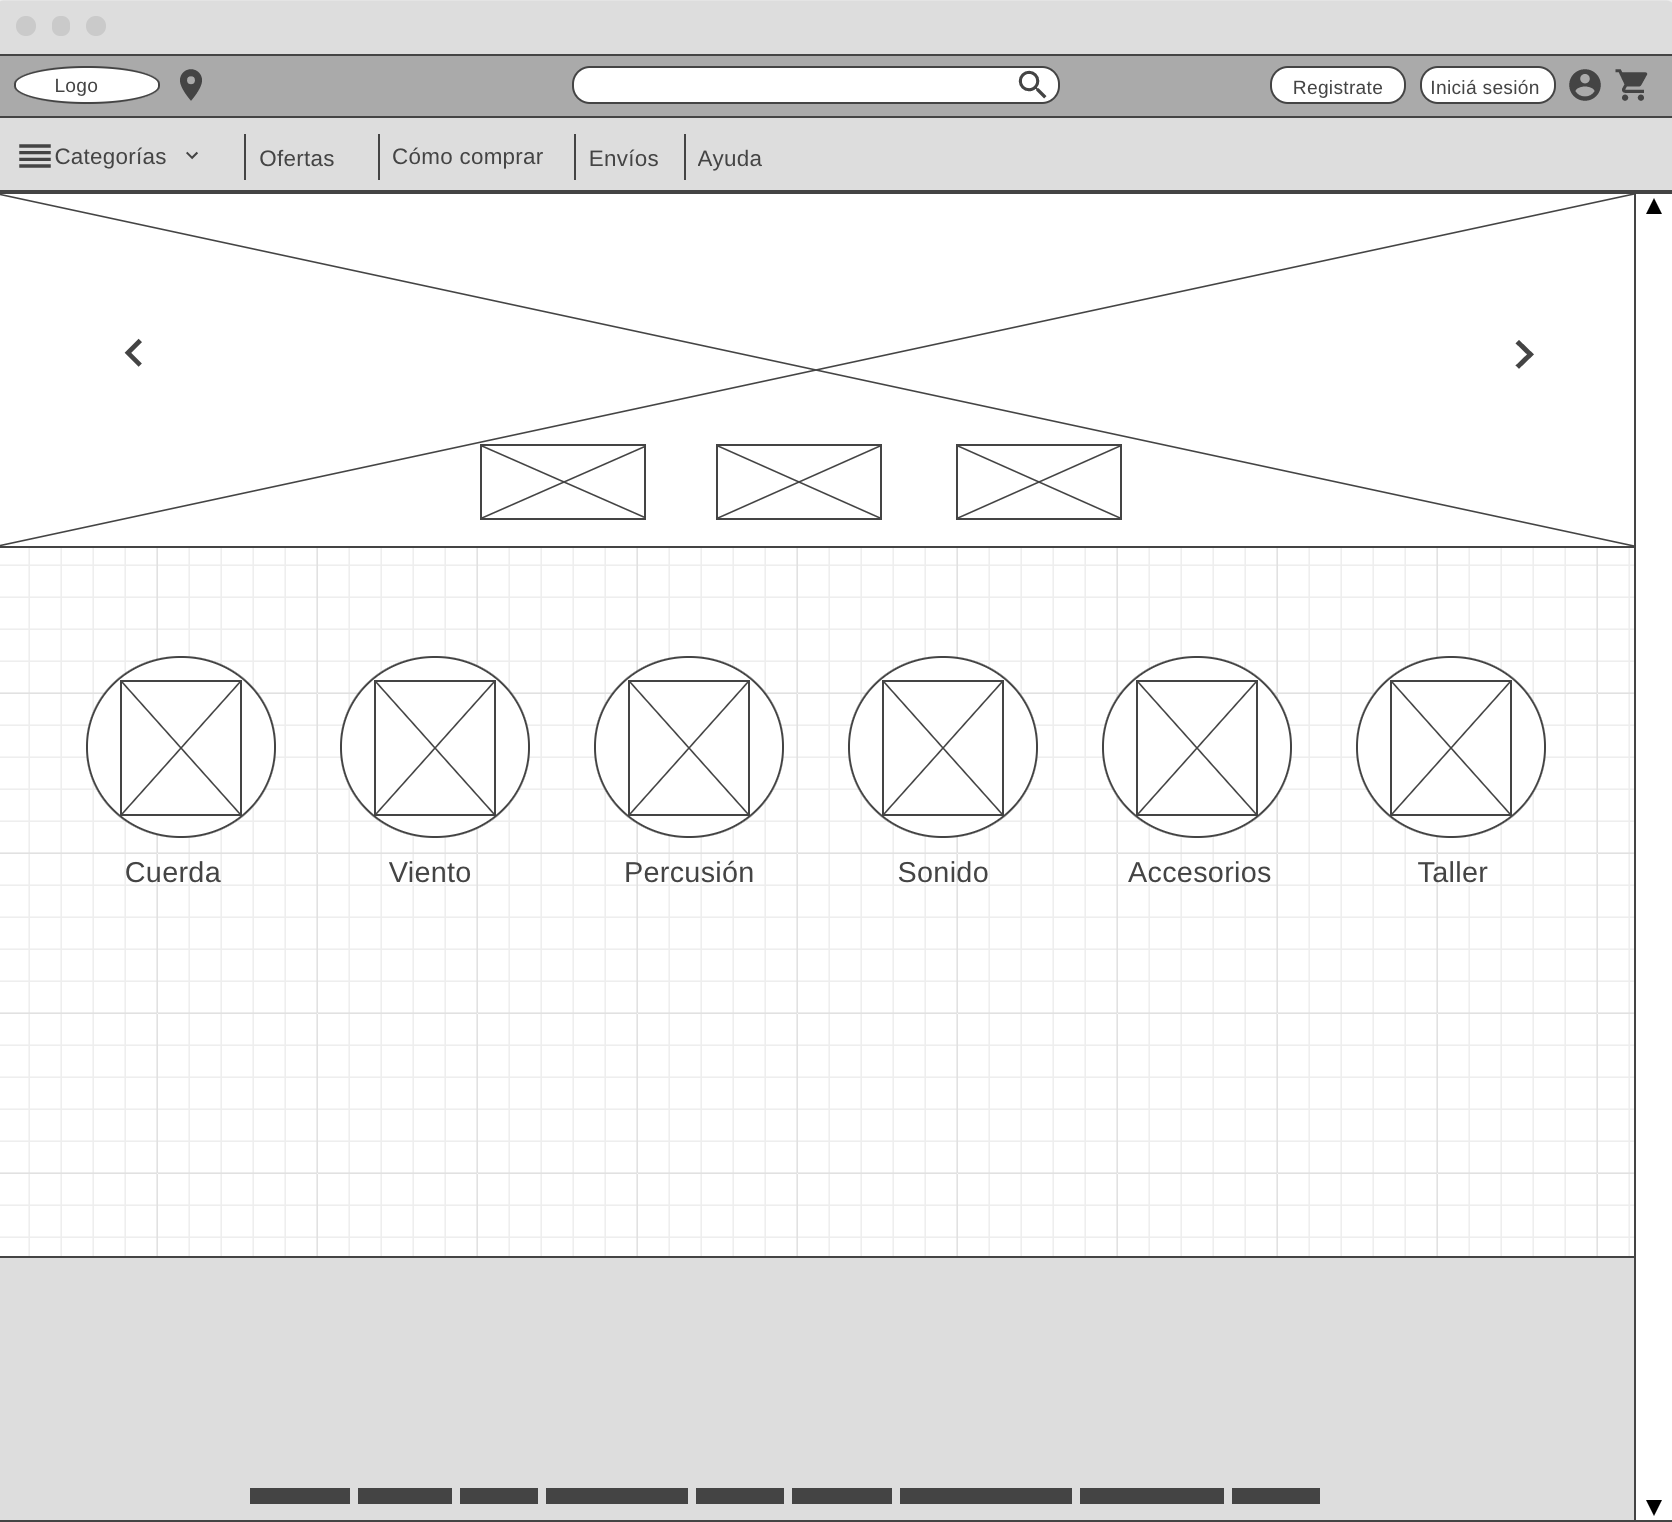 Logo
Registrate
Iniciá sesión
Categorías
Ofertas
Cómo comprar
Envíos
Ayuda
Cuerda
Viento
Percusión
Sonido
Accesorios
Taller